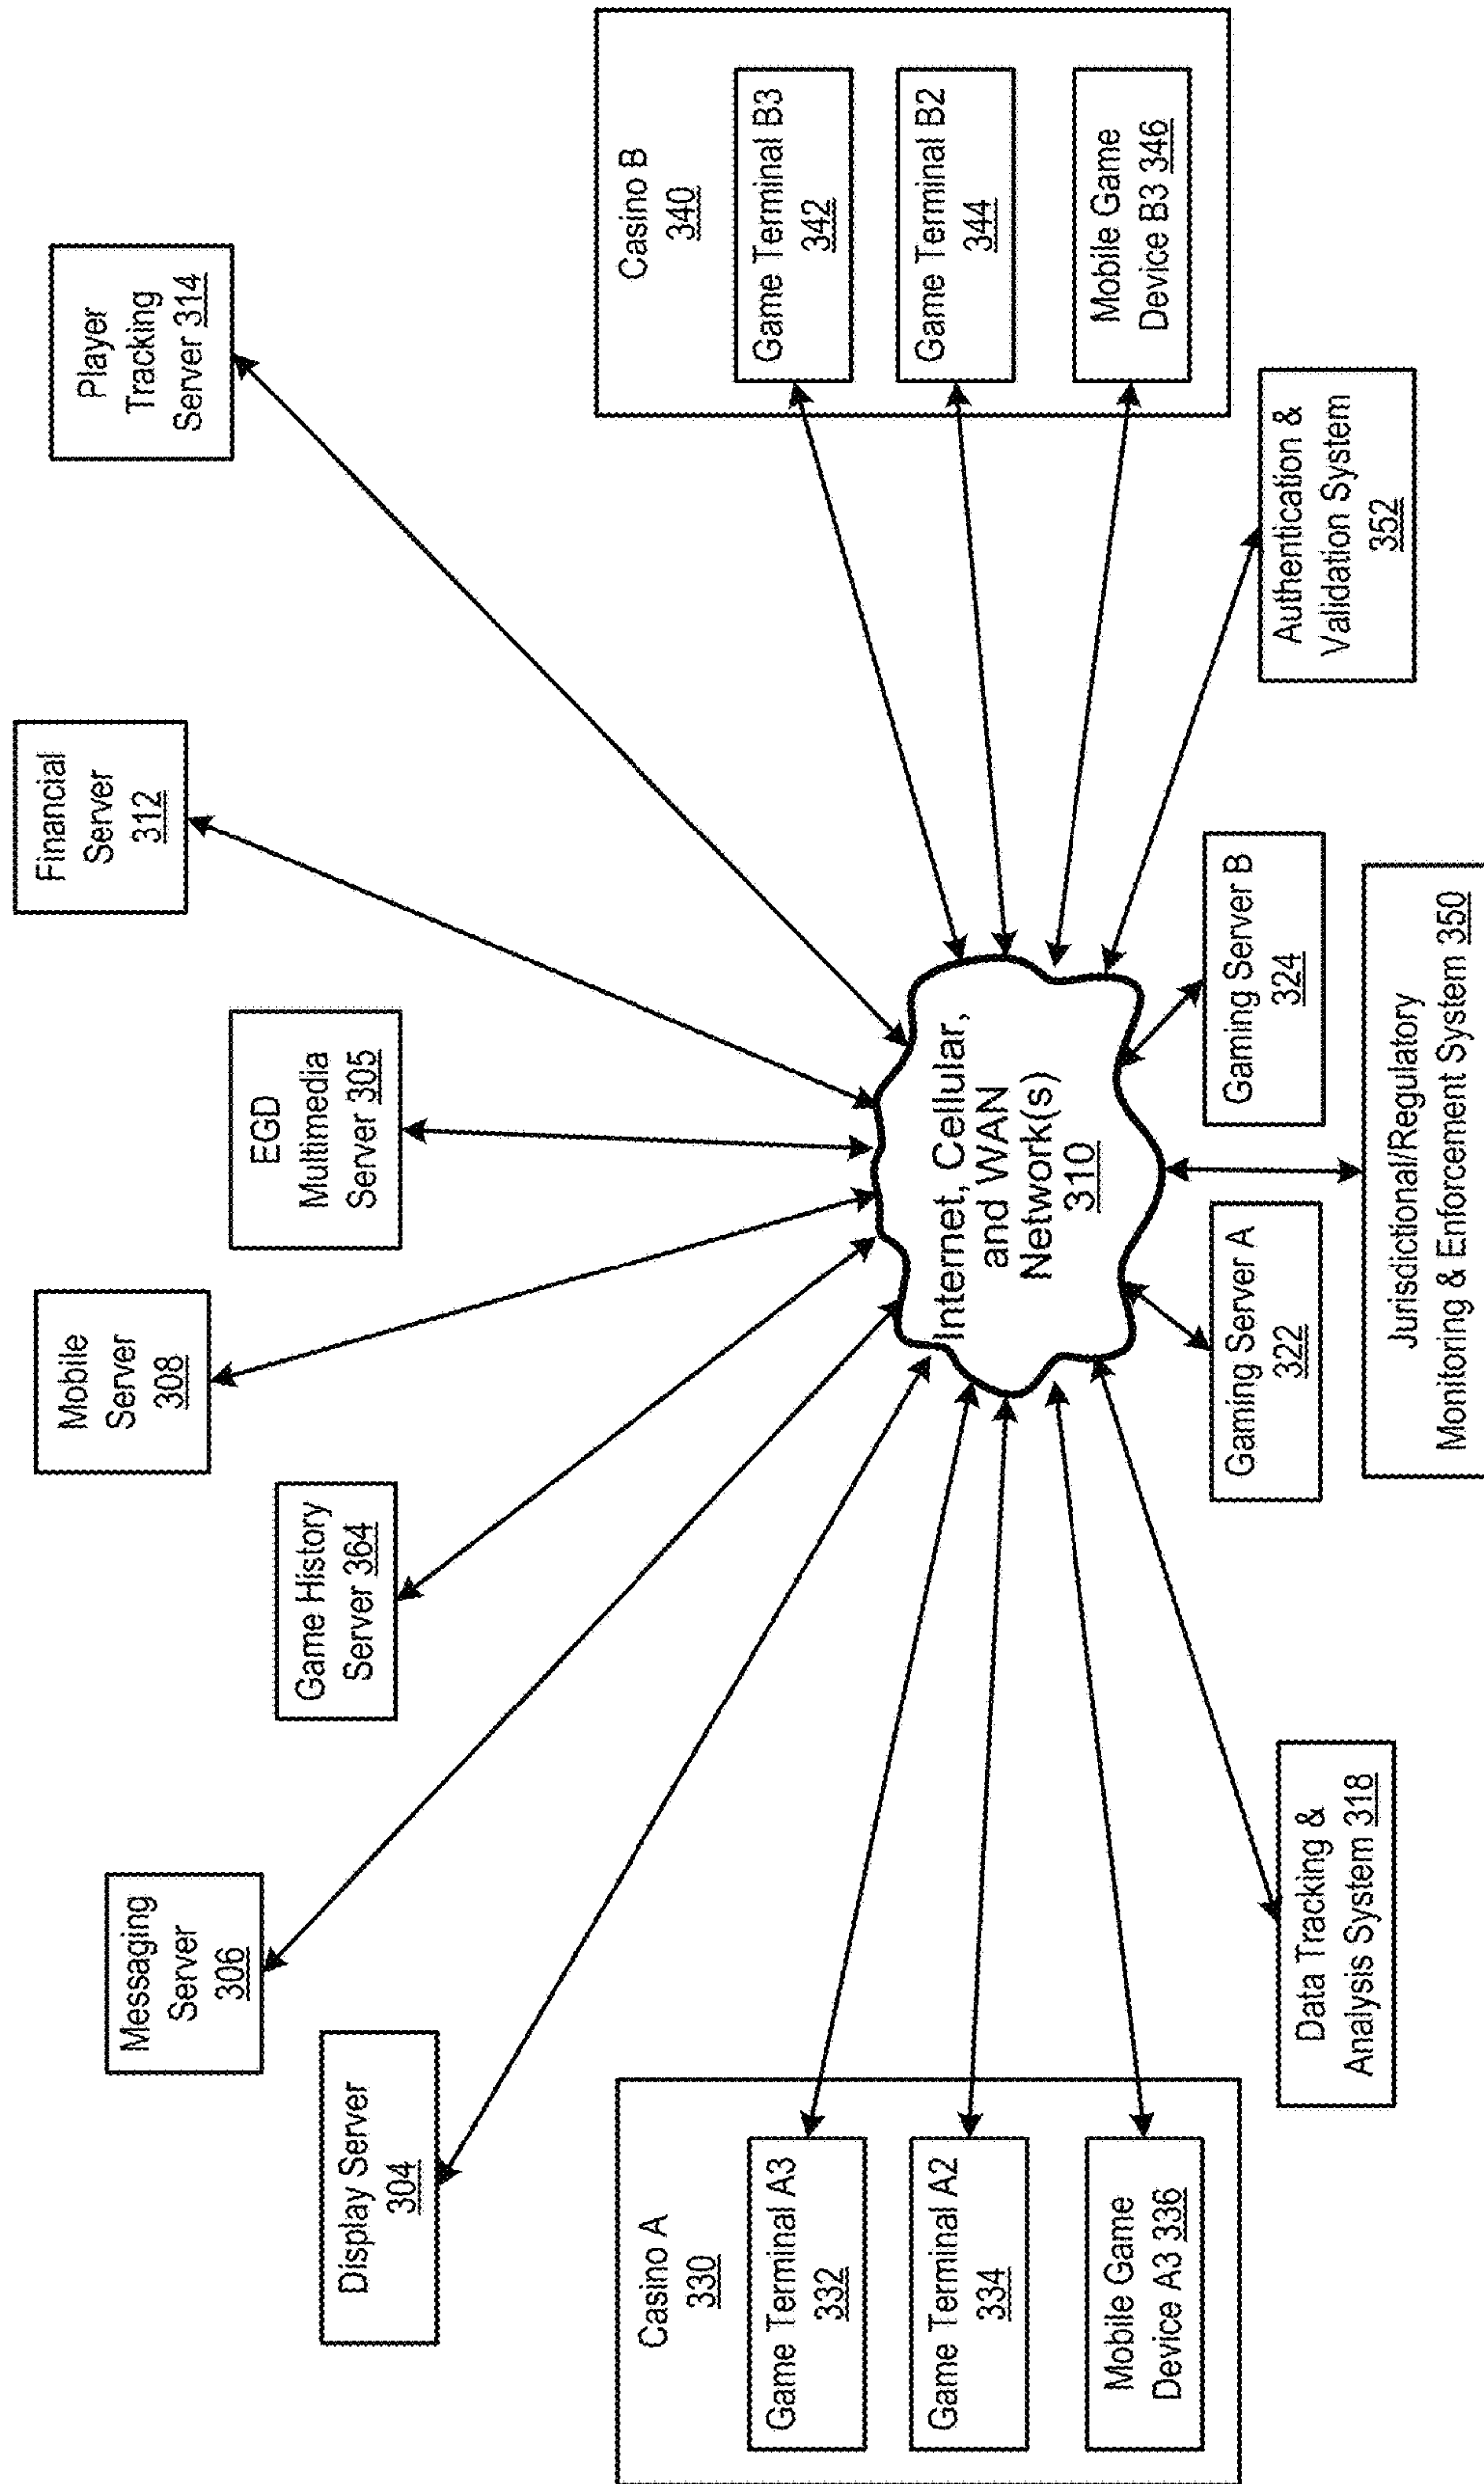 Financial
Server
312
Mobile
Server
308
Player
Tracking
Server 314
Messaging
Server
306
EGD
Multimedia
Server 305
Game History
Server 364
Display Server
304
Casino A
330
Game Terminal A3
332
Game Terminal A2
334
Mobile Game
Device A3 336
Internet, Cellular,
and WAN
Network(s)
310
Casino B
340
Game Terminal B3
342
Game Terminal B2
344
Mobile Game
Device B3 346
Data Tracking &
Analysis System 318
Gaming Server A
322
Gaming Server B
324
Authentication &
Validation System
352
Jurisdictional/Regulatory
Monitoring & Enforcement System 350